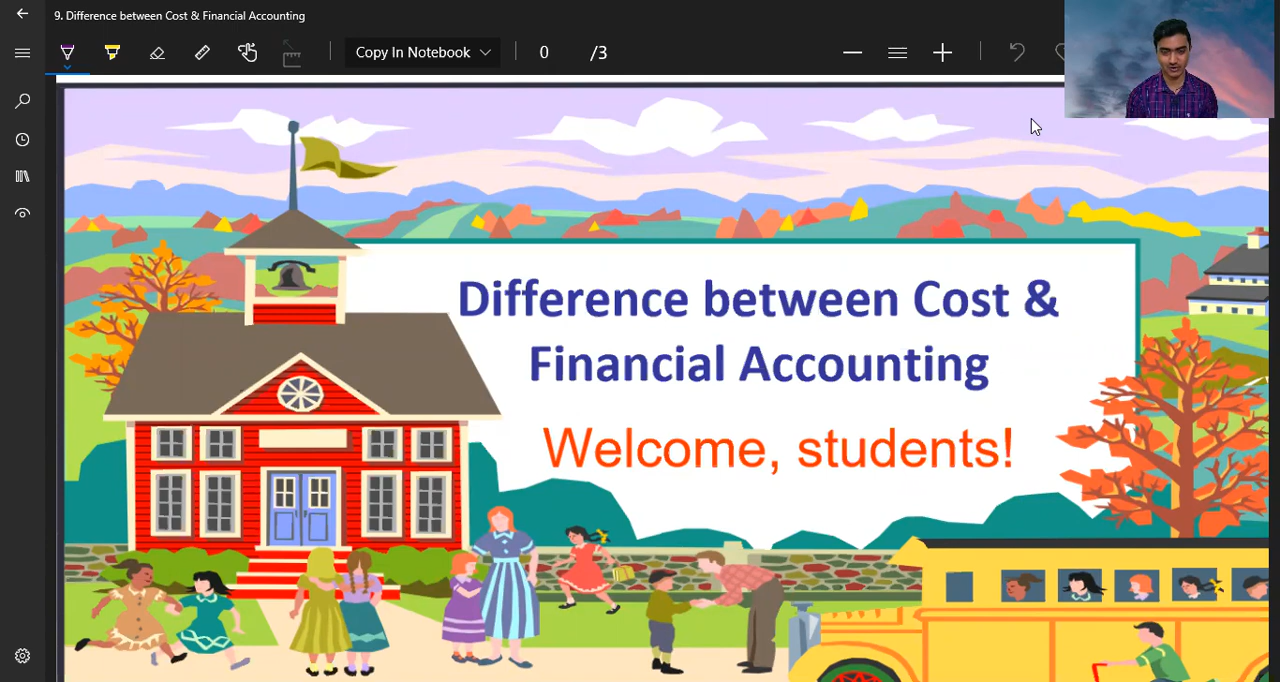 9. Difference between Cost & Financial Accounting
Copy In Notebook
0 /3
Difference between Cost &
Financial Accounting
Welcome, students!